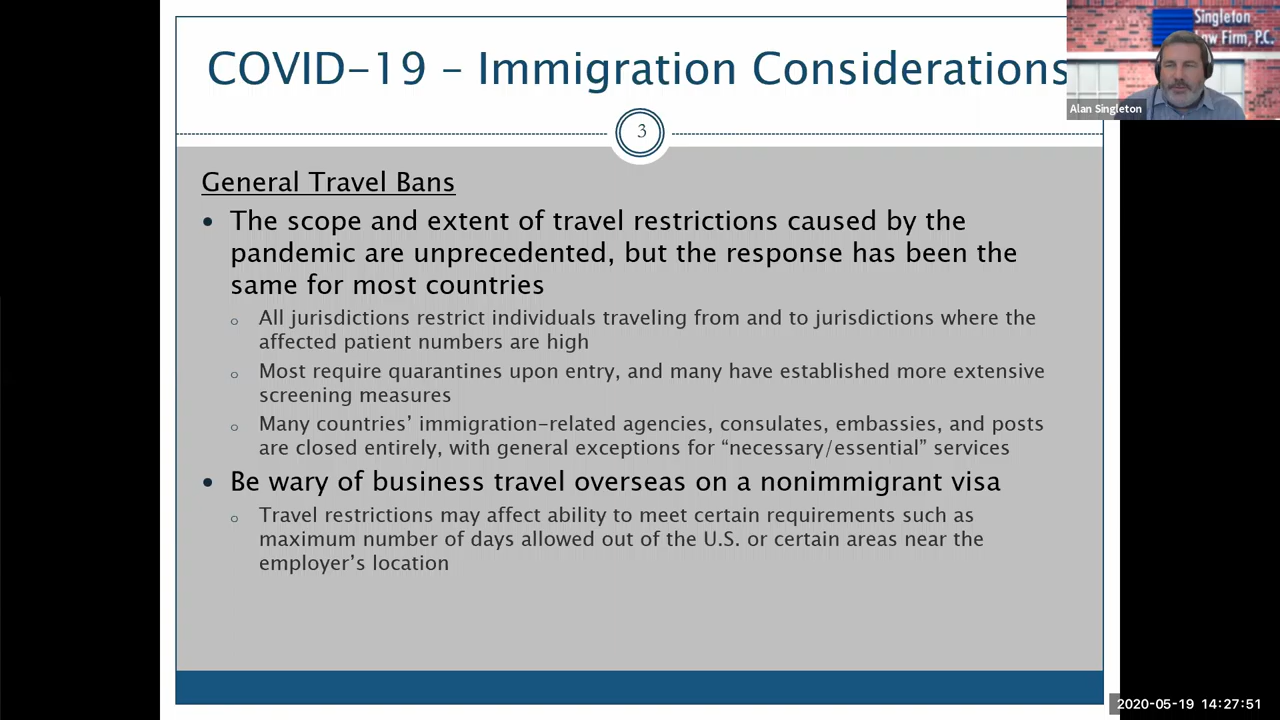 COVID-19 – Immigration Considerations
Singleton
Law Firm, P.C.
Alan Singleton
3
General Travel Bans
• The scope and extent of travel restrictions caused by the
pandemic are unprecedented, but the response has been the
same for most countries
○ All jurisdictions restrict individuals traveling from and to jurisdictions where the
affected patient numbers are high
○ Most require quarantines upon entry, and many have established more extensive
screening measures
○ Many countries’ immigration-related agencies, consulates, embassies, and posts
are closed entirely, with general exceptions for “necessary/essential” services
• Be wary of business travel overseas on a nonimmigrant visa
○ Travel restrictions may affect ability to meet certain requirements such as
maximum number of days allowed out of the U.S. or certain areas near the
employer’s location
2020-05-19 14:27:51